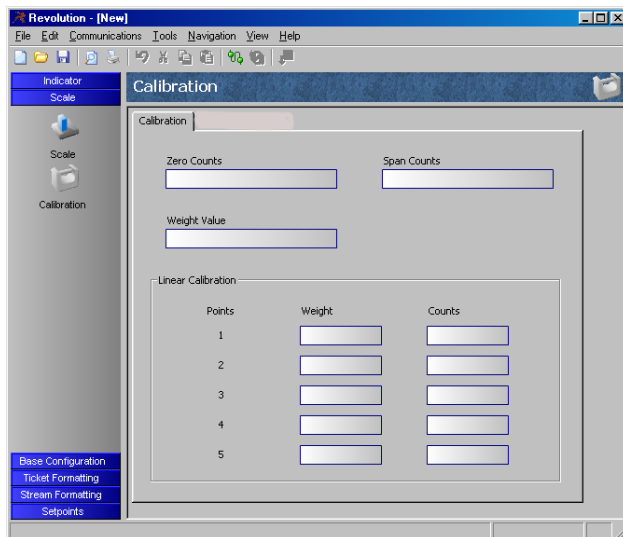 Revolution - [New]
File Edit Communications Tools Navigation View Help
Indicator
Scale
Scale
Calibration
Base Configuration
Ticket Formatting
Stream Formatting
Setpoints
Calibration
Calibration
Zero Counts Span Counts
Weight Value
Linear Calibration
Points Weight Counts
1
2
3
4
5